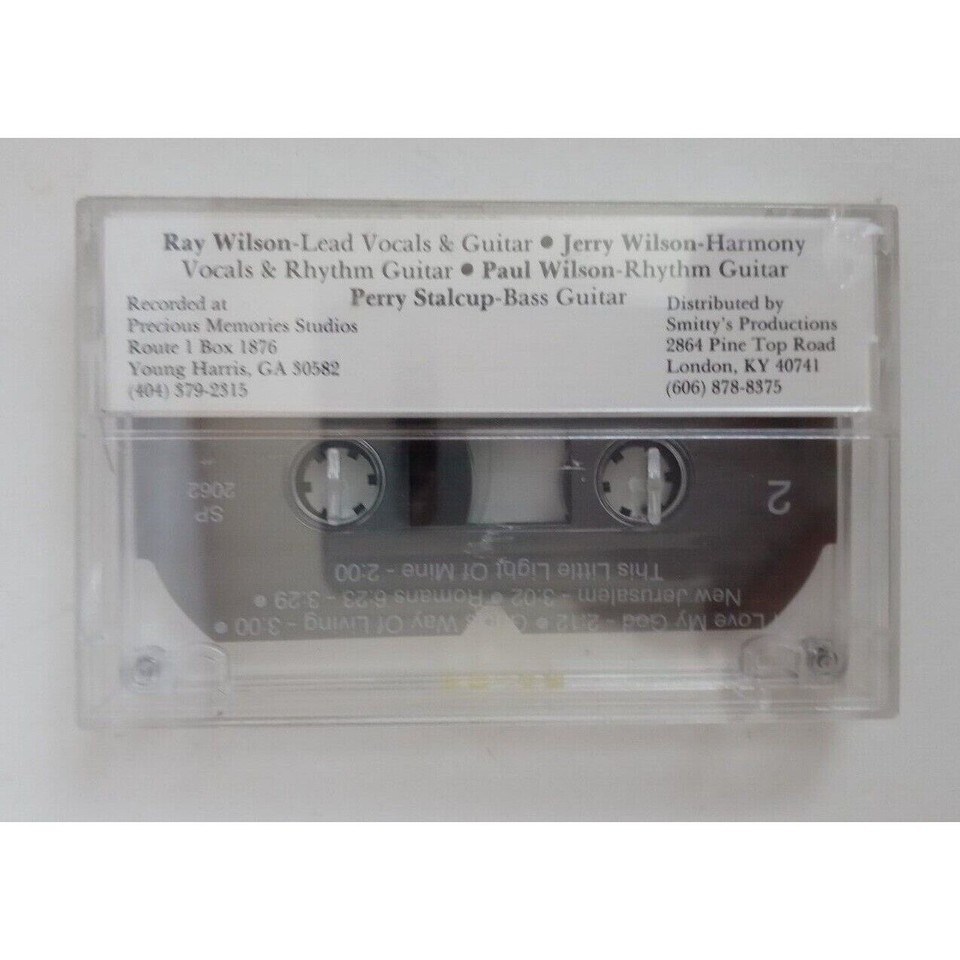 Ray Wilson-Lead Vocals & Guitar • Jerry Wilson-Harmony
Vocals & Rhythm Guitar • Paul Wilson-Rhythm Guitar
Perry Stalcup-Bass Guitar
Recorded at
Precious Memories Studios
Route 1 Box 1876
Young Harris, GA 30582
(404) 379-2315
Distributed by
Smitty's Productions
2864 Pine Top Road
London, KY 40741
(606) 878-8375
2
SP
2062
Love My God - 2:12 • Way Of Living - 3:00 •
New Jerusalem - 3:02 • Romans 6:23 - 3:29 •
This Little Light Of Mine - 2:00